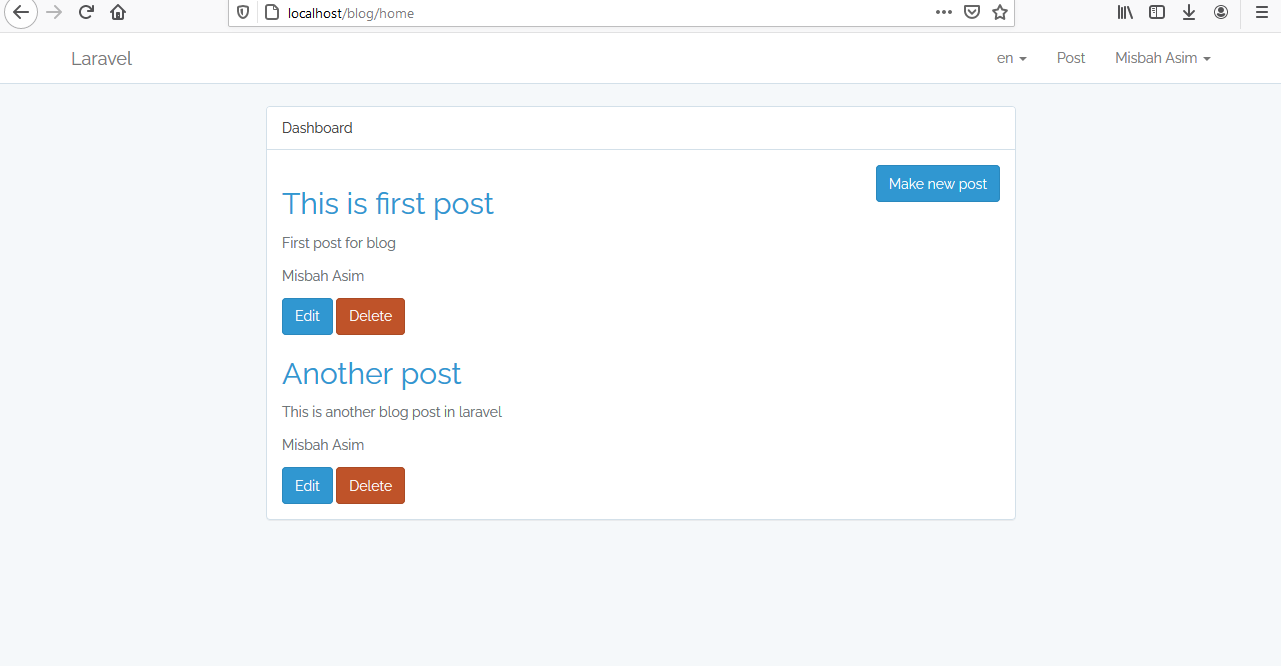 localhost/blog/home
Laravel
en Post Misbah Asim
Dashboard
Make new post
This is first post
First post for blog
Misbah Asim
Edit Delete
Another post
This is another blog post in laravel
Misbah Asim
Edit Delete